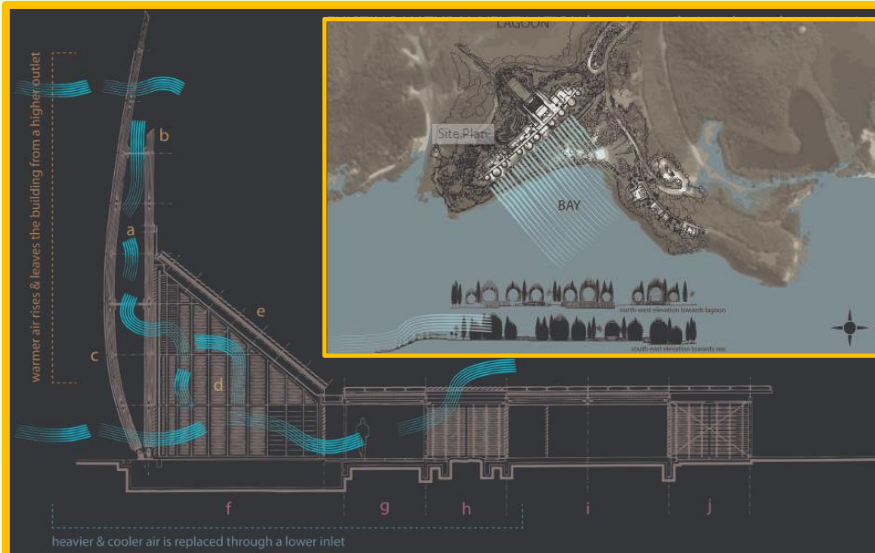 LAGOON
Site Plan
BAY
north-west elevation towards lagoon
south-east elevation towards sea
warmer air rises & leaves the building from a higher outlet
b
a
e
c
d
f
g
h
i
j
heavier & cooler air is replaced through a lower inlet